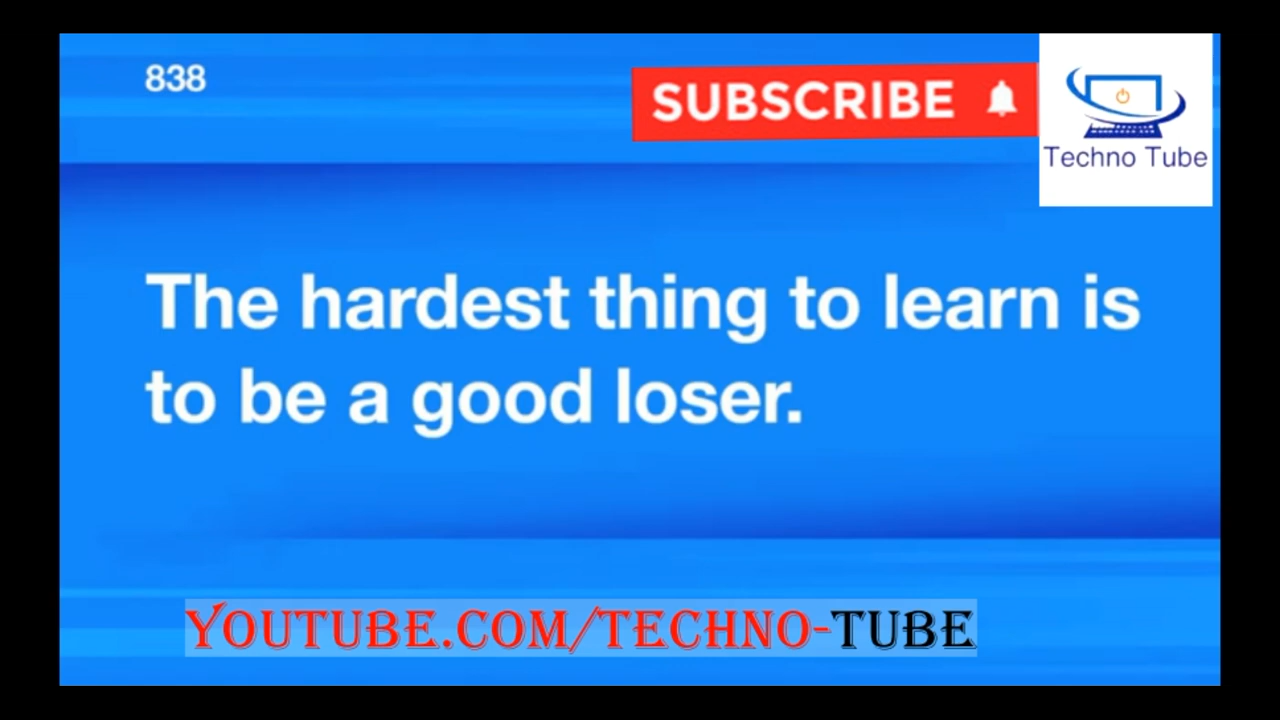 838
SUBSCRIBE
Techno Tube
The hardest thing to learn is
to be a good loser.
YOUTUBE.COM/TECHNO-TUBE